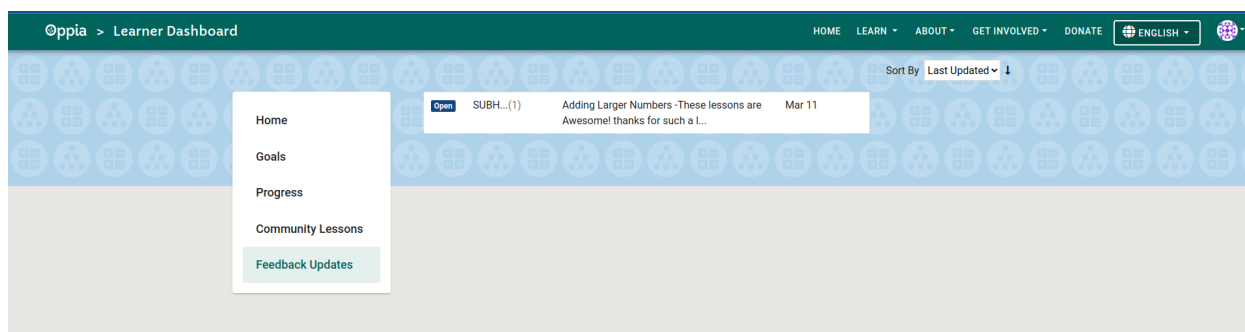 Oppia > Learner Dashboard
HOME LEARN ABOUT GET INVOLVED DONATE ENGLISH
Sort By Last Updated
Home
Goals
Progress
Community Lessons
Feedback Updates
Open SUBH...(1) Adding Larger Numbers -These lessons are Mar 11
Awesome! thanks for such a l...